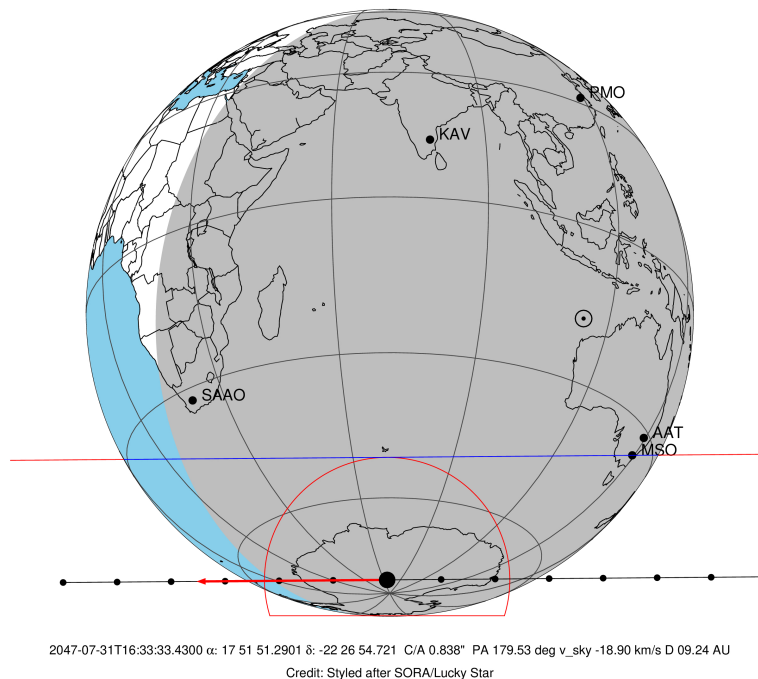 PMO
KAV
SAAO
AAT
MSO
2047-07-31T16:33:33.4300 α: 17 51 51.2901 δ: -22 26 54.721 C/A 0.838" PA 179.53 deg v_sky -18.90 km/s D 09.24 AU
Credit: Styled after SORA/Lucky Star